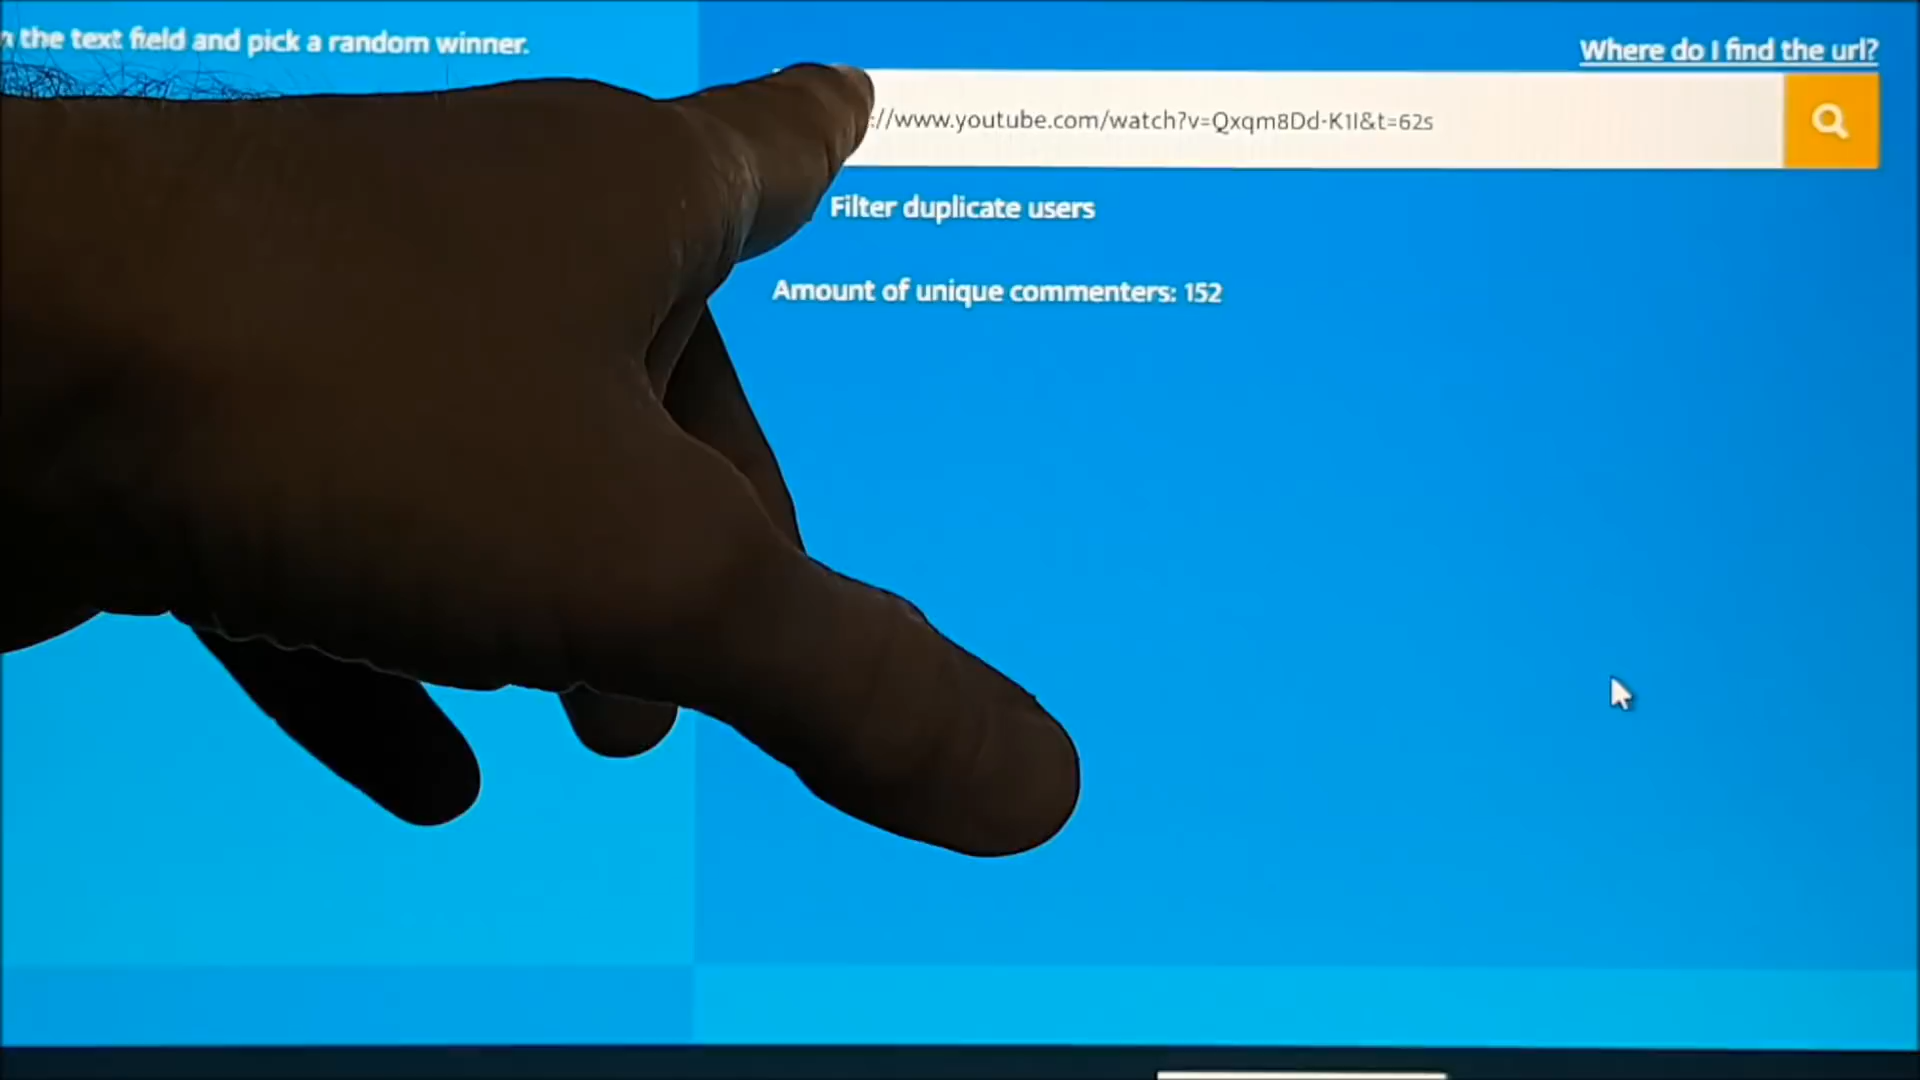 the text field and pick a random winner.
Where do I find the url?
://www.youtube.com/watch?v=Qxqm8Dd-K1I&t=62s
Filter duplicate users
Amount of unique commenters: 152